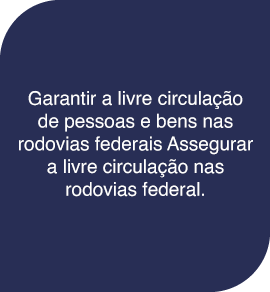 Garantir a livre circulação
de pessoas e bens nas
rodovias federais Assegurar
a livre circulação nas
rodovias federal.